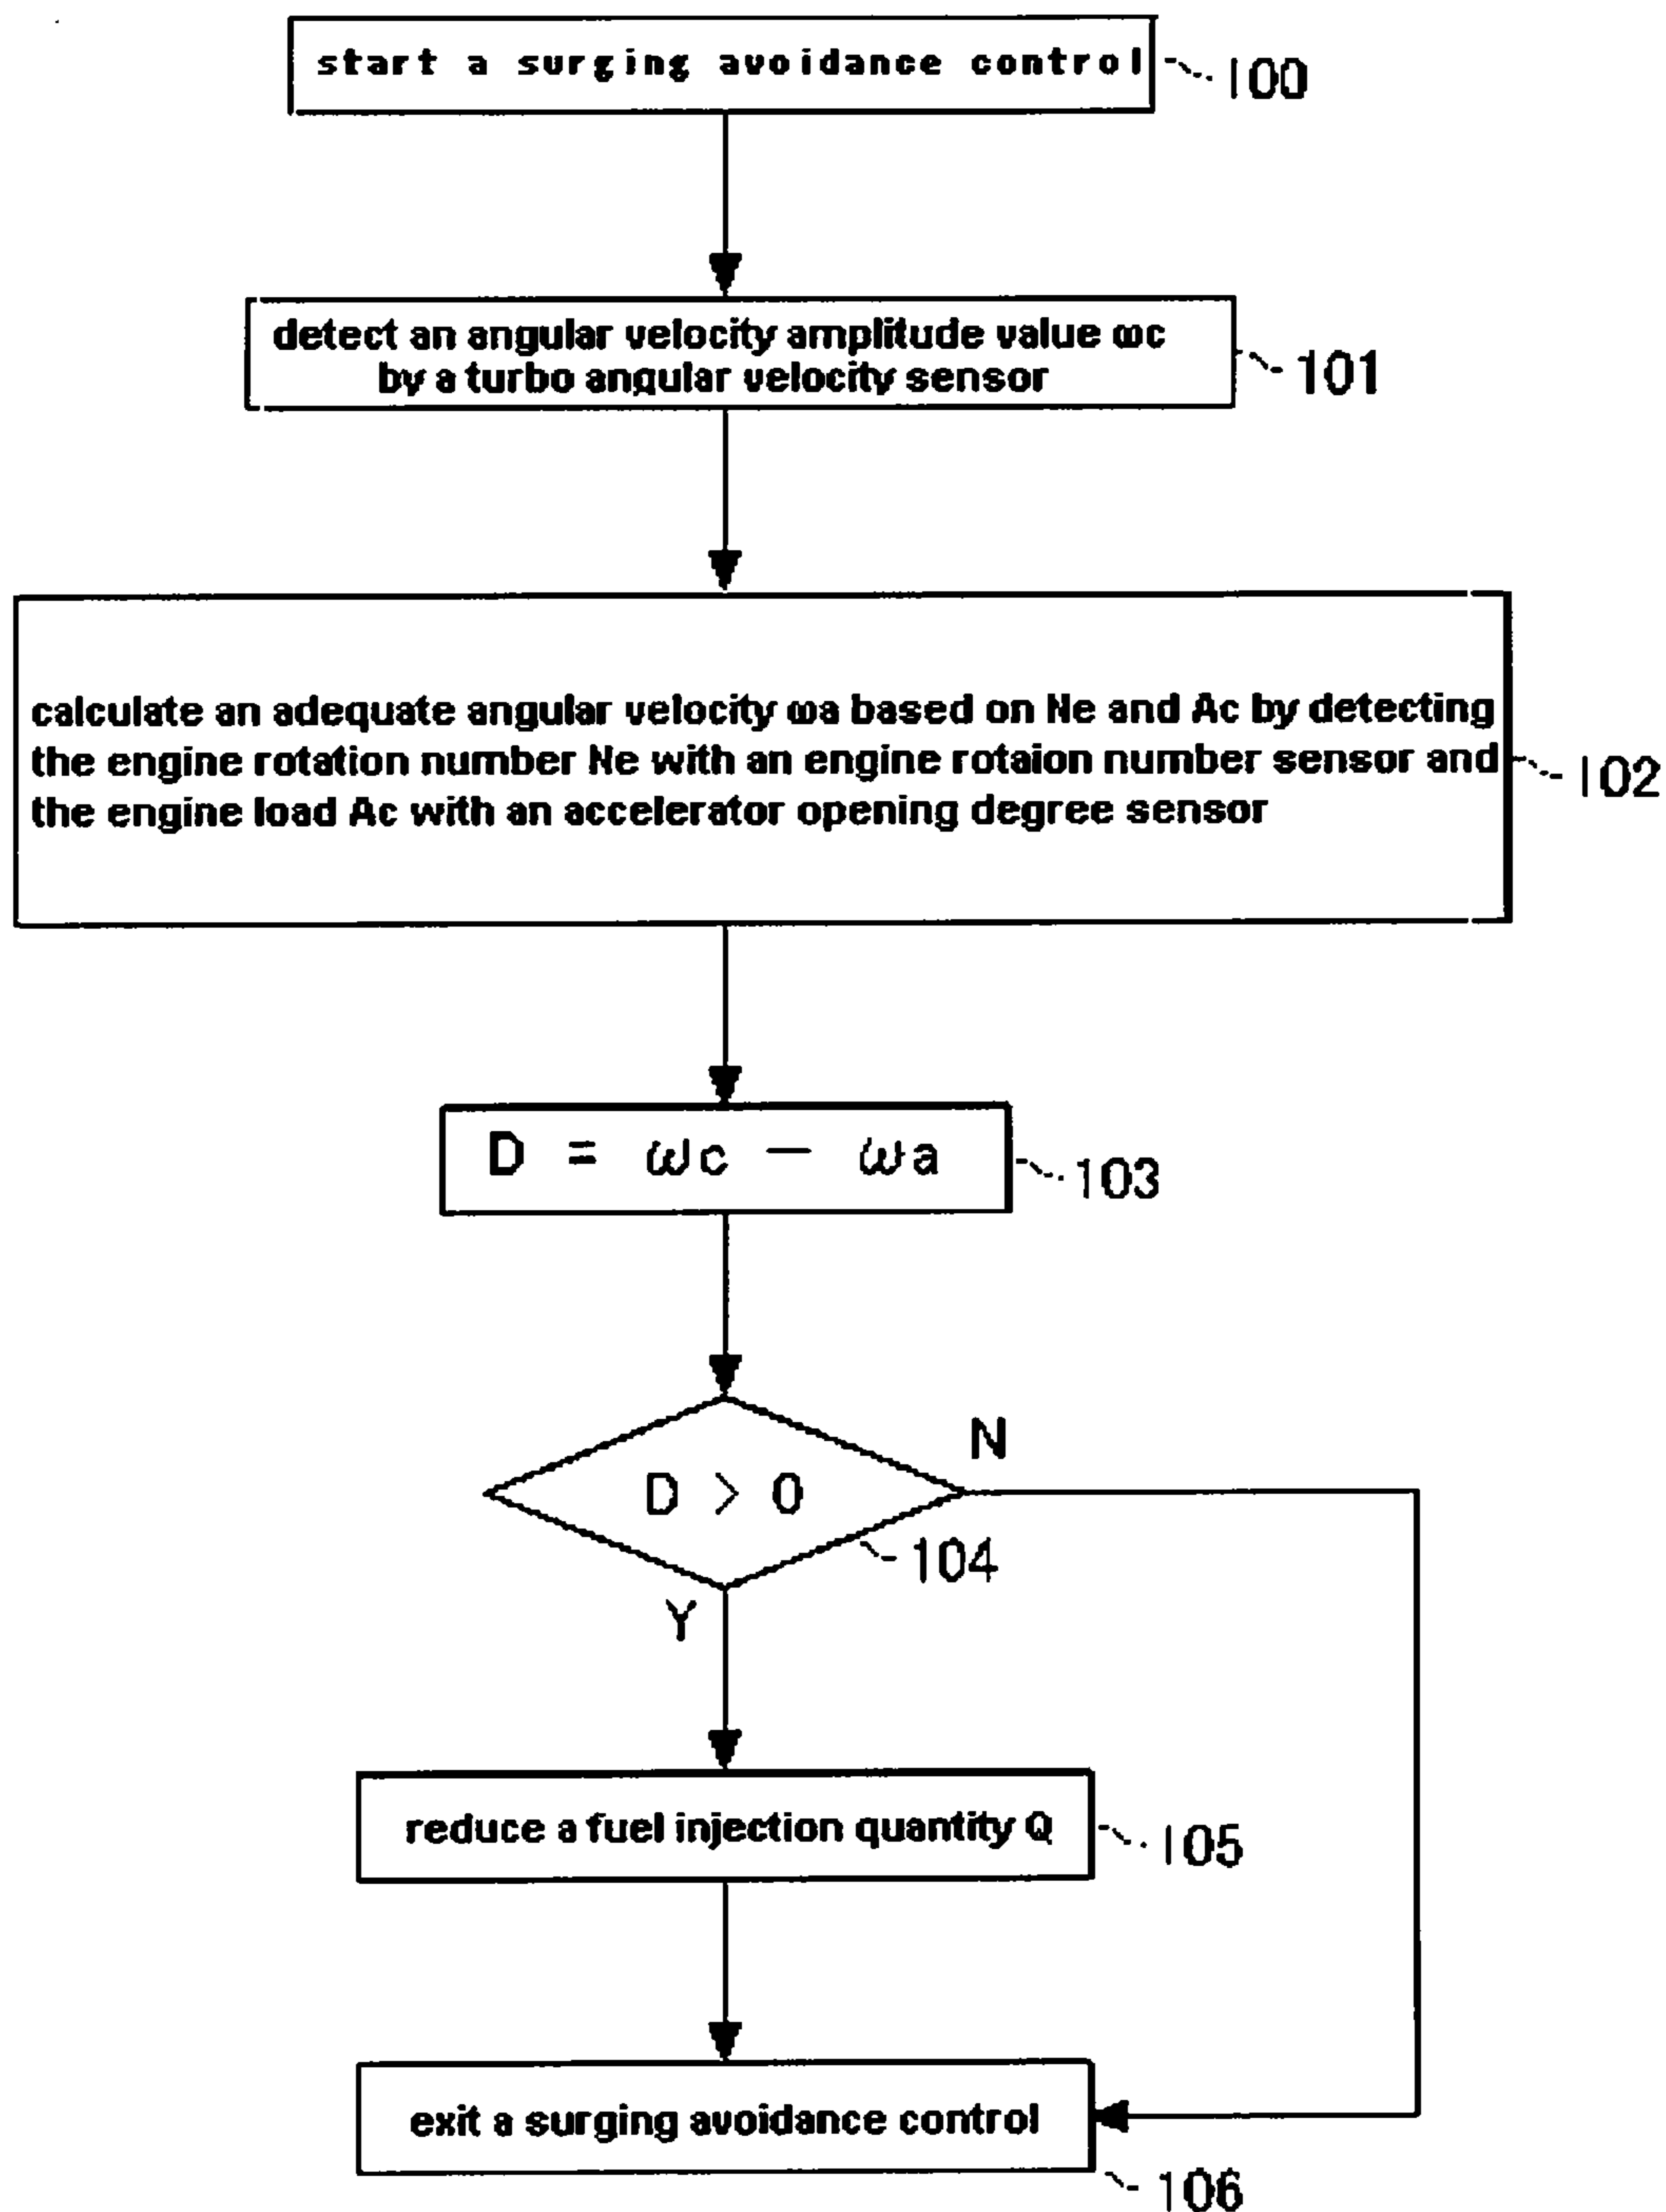 start a surging avoidance control
100
detect an angular velocity amplitude value ωc
by a turbo angular velocity sensor
101
calculate an adequate angular velocity ωa based on Ne and Ac by detecting
the engine rotation number Ne with an engine rotaion number sensor and
the engine load Ac with an accelerator opening degree sensor
102
D = ωc − ωa
103
N
D > 0
104
Y
reduce a fuel injection quantity Q
105
exit a surging avoidance control
106